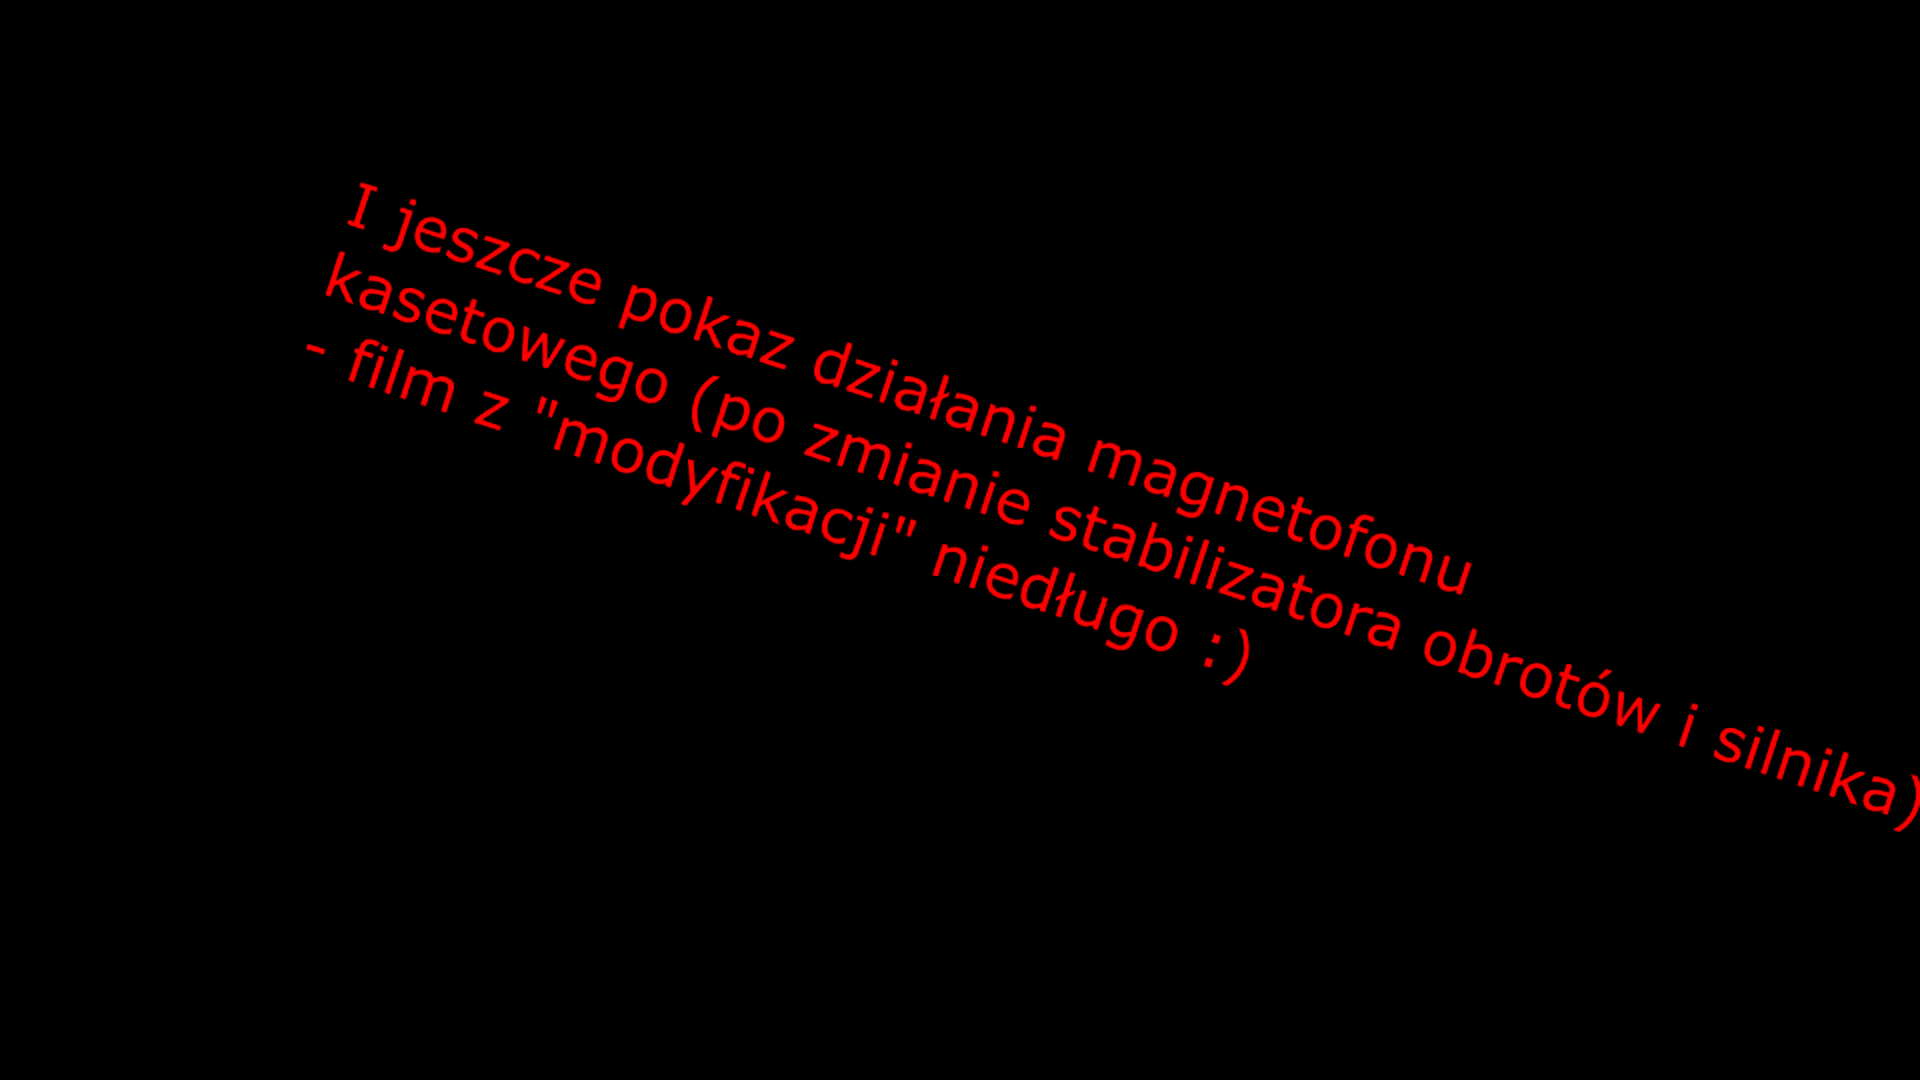 I jeszcze pokaz działania magnetofonu
kasetowego (po zmianie stabilizatora obrotów i silnika)
- film z "modyfikacji" niedługo :)